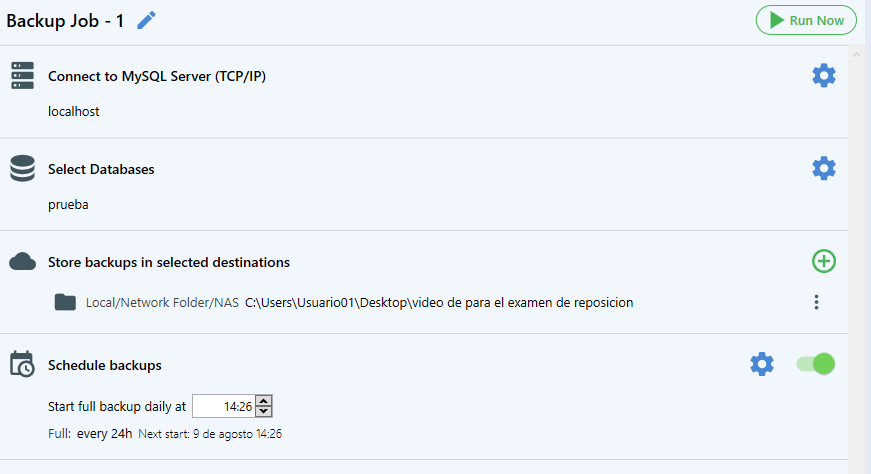 Backup Job - 1
Run Now
Connect to MySQL Server (TCP/IP)
localhost
Select Databases
prueba
Store backups in selected destinations
Local/Network Folder/NAS C:\Users\Usuario01\Desktop\video de para el examen de reposicion
Schedule backups
Start full backup daily at 14:26
Full: every 24h Next start: 9 de agosto 14:26